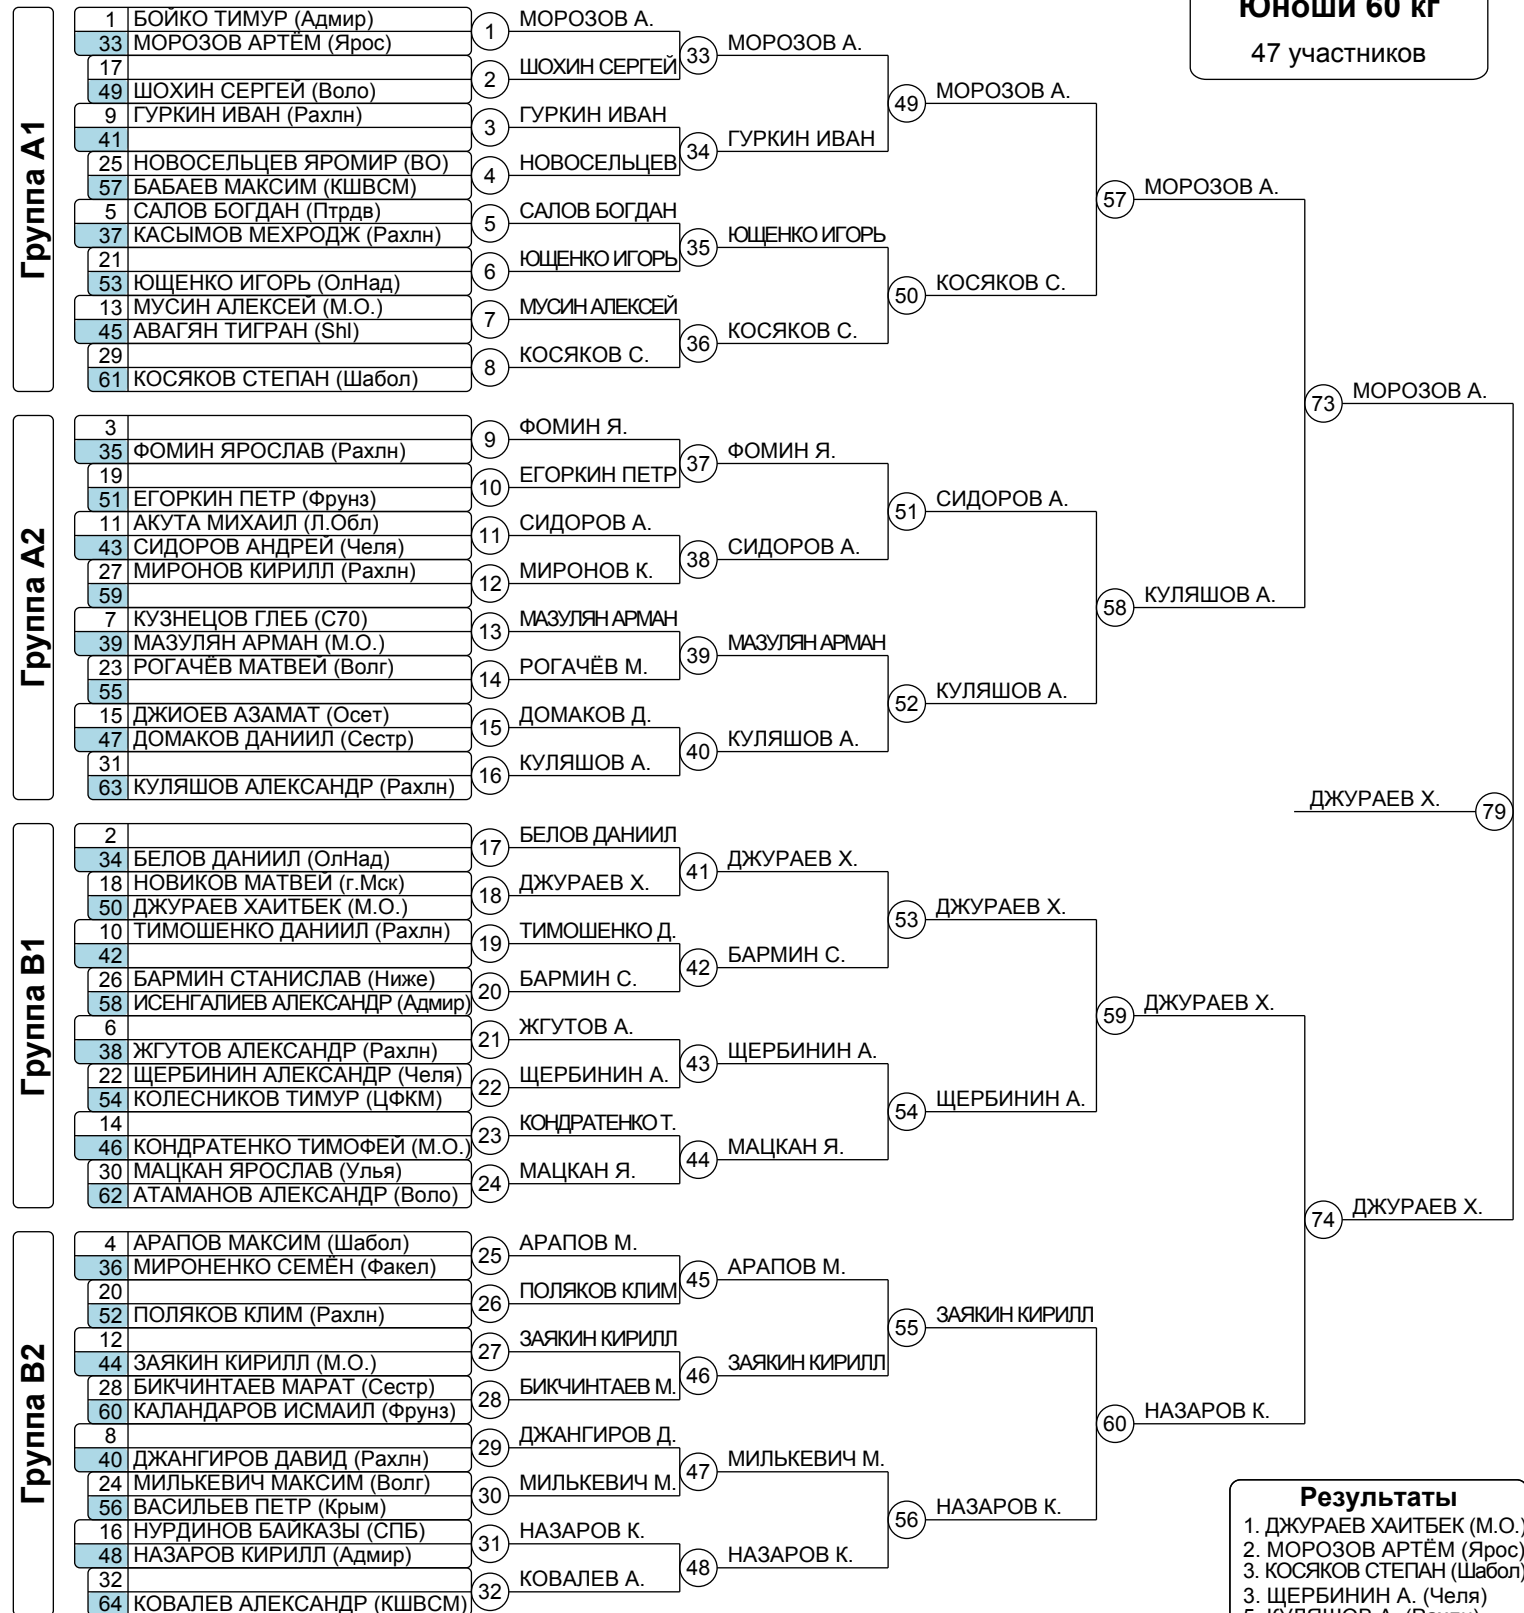 Юноши 60 кг
47 участников
Группа A1
1 БОЙКО ТИМУР (Адмир)
33 МОРОЗОВ АРТЁМ (Ярос)
17
49 ШОХИН СЕРГЕЙ (Воло)
9 ГУРКИН ИВАН (Рахлн)
41
25 НОВОСЕЛЬЦЕВ ЯРОМИР (ВО)
57 БАБАЕВ МАКСИМ (КШВСМ)
5 САЛОВ БОГДАН (Птрдв)
37 КАСЫМОВ МЕХРОДЖ (Рахлн)
21
53 ЮЩЕНКО ИГОРЬ (ОлНад)
13 МУСИН АЛЕКСЕЙ (М.О.)
45 АВАГЯН ТИГРАН (Shl)
29
61 КОСЯКОВ СТЕПАН (Шабол)
Группа A2
3
35 ФОМИН ЯРОСЛАВ (Рахлн)
19
51 ЕГОРКИН ПЕТР (Фрунз)
11 АКУТА МИХАИЛ (Л.Обл)
43 СИДОРОВ АНДРЕЙ (Челя)
27 МИРОНОВ КИРИЛЛ (Рахлн)
59
7 КУЗНЕЦОВ ГЛЕБ (С70)
39 МАЗУЛЯН АРМАН (М.О.)
23 РОГАЧЁВ МАТВЕЙ (Волг)
55
15 ДЖИОЕВ АЗАМАТ (Осет)
47 ДОМАКОВ ДАНИИЛ (Сестр)
31
63 КУЛЯШОВ АЛЕКСАНДР (Рахлн)
Группа B1
2
34 БЕЛОВ ДАНИИЛ (ОлНад)
18 НОВИКОВ МАТВЕЙ (г.Мск)
50 ДЖУРАЕВ ХАИТБЕК (М.О.)
10 ТИМОШЕНКО ДАНИИЛ (Рахлн)
42
26 БАРМИН СТАНИСЛАВ (Ниже)
58 ИСЕНГАЛИЕВ АЛЕКСАНДР (Адмир)
6
38 ЖГУТОВ АЛЕКСАНДР (Рахлн)
22 ЩЕРБИНИН АЛЕКСАНДР (Челя)
54 КОЛЕСНИКОВ ТИМУР (ЦФКМ)
14
46 КОНДРАТЕНКО ТИМОФЕЙ (М.О.)
30 МАЦКАН ЯРОСЛАВ (Улья)
62 АТАМАНОВ АЛЕКСАНДР (Воло)
Группа B2
4 АРАПОВ МАКСИМ (Шабол)
36 МИРОНЕНКО СЕМЁН (Факел)
20
52 ПОЛЯКОВ КЛИМ (Рахлн)
12
44 ЗАЯКИН КИРИЛЛ (М.О.)
28 БИКЧИНТАЕВ МАРАТ (Сестр)
60 КАЛАНДАРОВ ИСМАИЛ (Фрунз)
8
40 ДЖАНГИРОВ ДАВИД (Рахлн)
24 МИЛЬКЕВИЧ МАКСИМ (Волг)
56 ВАСИЛЬЕВ ПЕТР (Крым)
16 НУРДИНОВ БАЙКАЗЫ (СПБ)
48 НАЗАРОВ КИРИЛЛ (Адмир)
32
64 КОВАЛЕВ АЛЕКСАНДР (КШВСМ)
1 МОРОЗОВ А.
2 ШОХИН СЕРГЕЙ
3 ГУРКИН ИВАН
4 НОВОСЕЛЬЦЕВ
5 САЛОВ БОГДАН
6 ЮЩЕНКО ИГОРЬ
7 МУСИН АЛЕКСЕЙ
8 КОСЯКОВ С.
9 ФОМИН Я.
10 ЕГОРКИН ПЕТР
11 СИДОРОВ А.
12 МИРОНОВ К.
13 МАЗУЛЯН АРМАН
14 РОГАЧЁВ М.
15 ДОМАКОВ Д.
16 КУЛЯШОВ А.
17 БЕЛОВ ДАНИИЛ
18 ДЖУРАЕВ Х.
19 ТИМОШЕНКО Д.
20 БАРМИН С.
21 ЖГУТОВ А.
22 ЩЕРБИНИН А.
23 КОНДРАТЕНКО Т.
24 МАЦКАН Я.
25 АРАПОВ М.
26 ПОЛЯКОВ КЛИМ
27 ЗАЯКИН КИРИЛЛ
28 БИКЧИНТАЕВ М.
29 ДЖАНГИРОВ Д.
30 МИЛЬКЕВИЧ М.
31 НАЗАРОВ К.
32 КОВАЛЕВ А.
33 МОРОЗОВ А.
34 ГУРКИН ИВАН
35 ЮЩЕНКО ИГОРЬ
36 КОСЯКОВ С.
37 ФОМИН Я.
38 СИДОРОВ А.
39 МАЗУЛЯН АРМАН
40 КУЛЯШОВ А.
41 ДЖУРАЕВ Х.
42 БАРМИН С.
43 ЩЕРБИНИН А.
44 МАЦКАН Я.
45 АРАПОВ М.
46 ЗАЯКИН КИРИЛЛ
47 МИЛЬКЕВИЧ М.
48 НАЗАРОВ К.
49 МОРОЗОВ А.
50 КОСЯКОВ С.
51 СИДОРОВ А.
52 КУЛЯШОВ А.
53 ДЖУРАЕВ Х.
54 ЩЕРБИНИН А.
55 ЗАЯКИН КИРИЛЛ
56 НАЗАРОВ К.
57 МОРОЗОВ А.
58 КУЛЯШОВ А.
59 ДЖУРАЕВ Х.
60 НАЗАРОВ К.
73 МОРОЗОВ А.
74 ДЖУРАЕВ Х.
ДЖУРАЕВ Х. 79
Результаты
1. ДЖУРАЕВ ХАИТБЕК (М.О.)
2. МОРОЗОВ АРТЁМ (Ярос)
3. КОСЯКОВ СТЕПАН (Шабол)
3. ЩЕРБИНИН А. (Челя)